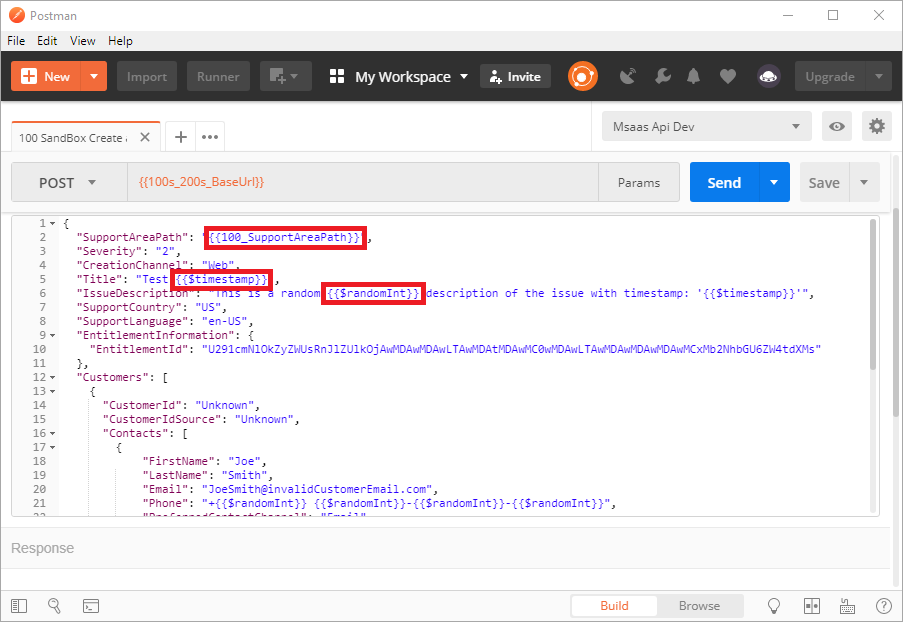 Postman
File Edit View Help
New Import Runner My Workspace Invite Upgrade
100 SandBox Create a
Msaas Api Dev
POST {{100s_200s_BaseUrl}} Params Send Save
1 {
2 "SupportAreaPath": "{{100_SupportAreaPath}}",
3 "Severity": "2",
4 "CreationChannel": "Web",
5 "Title": "Test {{$timestamp}}",
6 "IssueDescription": "This is a random {{$randomInt}} description of the issue with timestamp: '{{$timestamp}}'",
7 "SupportCountry": "US",
8 "SupportLanguage": "en-US",
9 "EntitlementInformation": {
10 "EntitlementId": "U291cmNlOkZyZWUsRnJlZUlkOjAwMDAwMDAwLTAwMDAtMDAwMC0wMDAwLTAwMDAwMDAwMDAwMCxMb2NhbGU6ZW4tdXMs"
11 },
12 "Customers": [
13 {
14 "CustomerId": "Unknown",
15 "CustomerIdSource": "Unknown",
16 "Contacts": [
17 {
18 "FirstName": "Joe",
19 "LastName": "Smith",
20 "Email": "JoeSmith@invalidCustomerEmail.com",
21 "Phone": "+{{$randomInt}} {{$randomInt}}-{{$randomInt}}-{{$randomInt}}",
22 "PreferredContactChannel": "Email"
Response
Build Browse